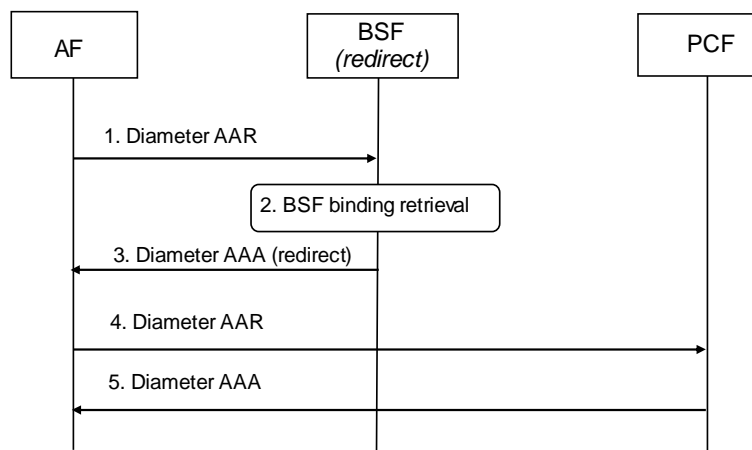 AF
BSF
(redirect)
PCF
1. Diameter AAR
2. BSF binding retrieval
3. Diameter AAA (redirect)
4. Diameter AAR
5. Diameter AAA